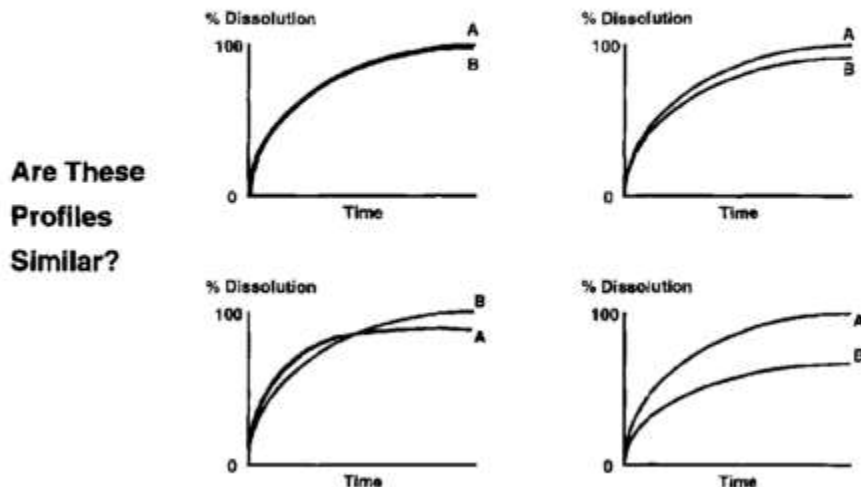 % Dissolution
A
100
B
0
Time
% Dissolution
100
A
B
0
Time
Are These
Profiles
Similar?
% Dissolution
B
100
A
0
Time
% Dissolution
100
A
B
0
Time